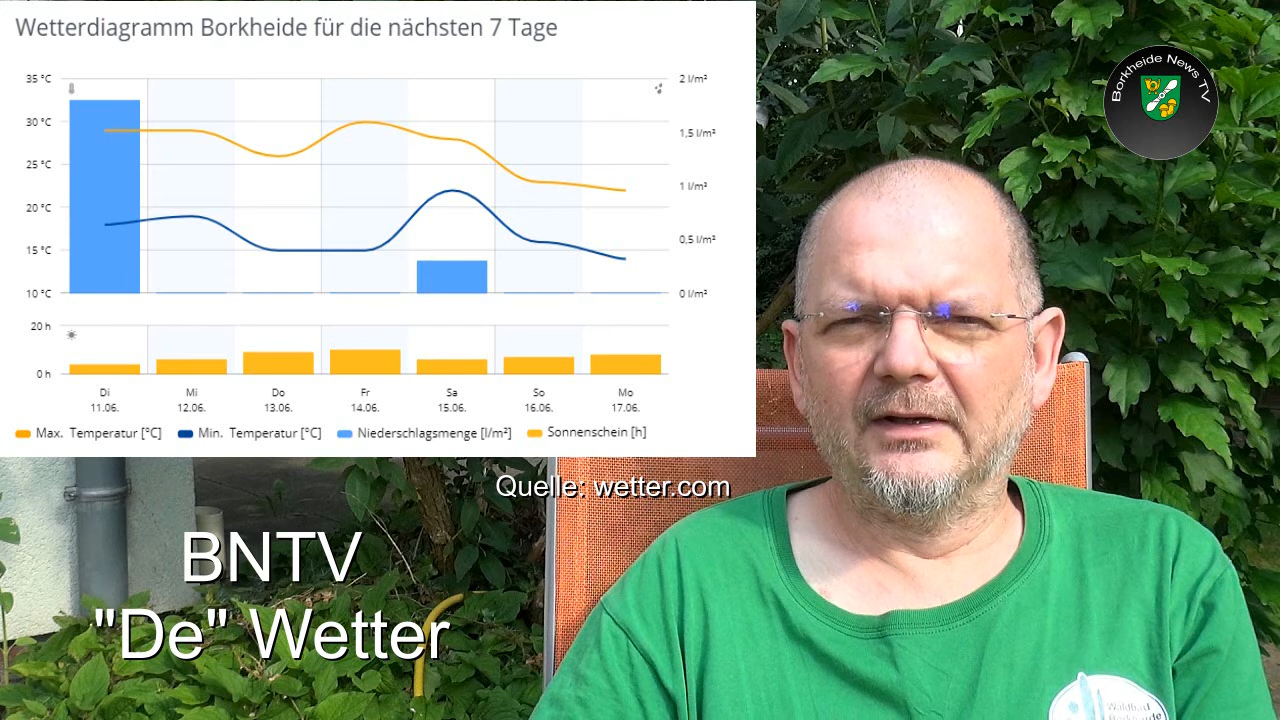 Wetterdiagramm Borkheide für die nächsten 7 Tage
35 °C
30 °C
25 °C
20 °C
15 °C
10 °C
2 l/m²
1,5 l/m²
1 l/m²
0,5 l/m²
0 l/m²
20 h
0 h
Di Mi Do Fr Sa So Mo
11.06. 12.06. 13.06. 14.06. 15.06. 16.06. 17.06.
Max. Temperatur [°C] Min. Temperatur [°C] Niederschlagsmenge [l/m²] Sonnenschein [h]
Borkheide News TV
Quelle: wetter.com
BNTV
"De" Wetter
Waldbad